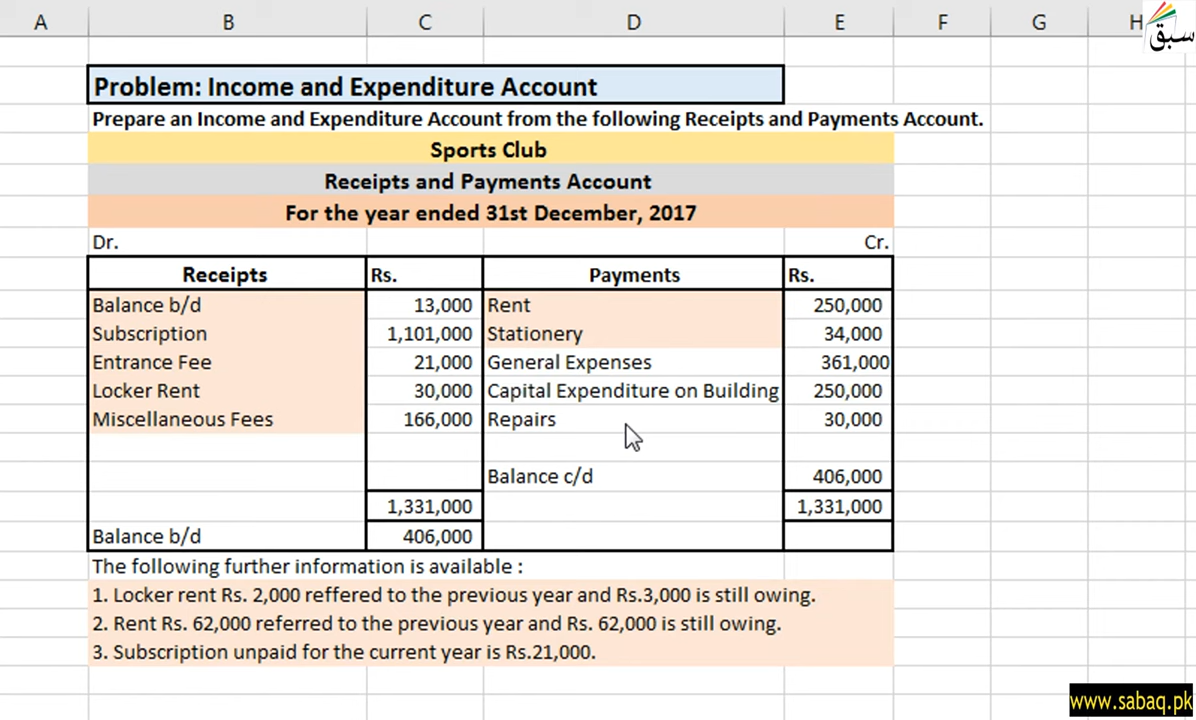 A B C D E F G H
سبق
Problem: Income and Expenditure Account
Prepare an Income and Expenditure Account from the following Receipts and Payments Account.
Sports Club
Receipts and Payments Account
For the year ended 31st December, 2017
Dr. Cr.
Receipts Rs. Payments Rs.
Balance b/d 13,000 Rent 250,000
Subscription 1,101,000 Stationery 34,000
Entrance Fee 21,000 General Expenses 361,000
Locker Rent 30,000 Capital Expenditure on Building 250,000
Miscellaneous Fees 166,000 Repairs 30,000
Balance c/d 406,000
1,331,000 1,331,000
Balance b/d 406,000
The following further information is available :
1. Locker rent Rs. 2,000 reffered to the previous year and Rs.3,000 is still owing.
2. Rent Rs. 62,000 referred to the previous year and Rs. 62,000 is still owing.
3. Subscription unpaid for the current year is Rs.21,000.
www.sabaq.pk